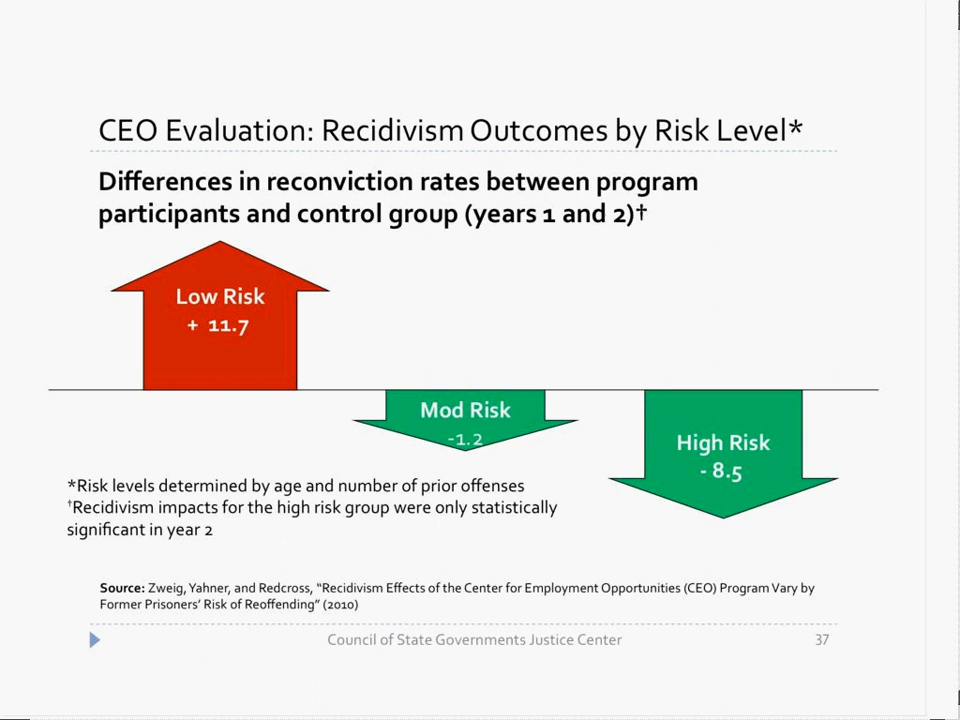 CEO Evaluation: Recidivism Outcomes by Risk Level*
Differences in reconviction rates between program
participants and control group (years 1 and 2)†
Low Risk
+ 11.7
Mod Risk
-1.2
High Risk
- 8.5
*Risk levels determined by age and number of prior offenses
†Recidivism impacts for the high risk group were only statistically
significant in year 2
Source: Zweig, Yahner, and Redcross, “Recidivism Effects of the Center for Employment Opportunities (CEO) Program Vary by
Former Prisoners’ Risk of Reoffending” (2010)
Council of State Governments Justice Center
37